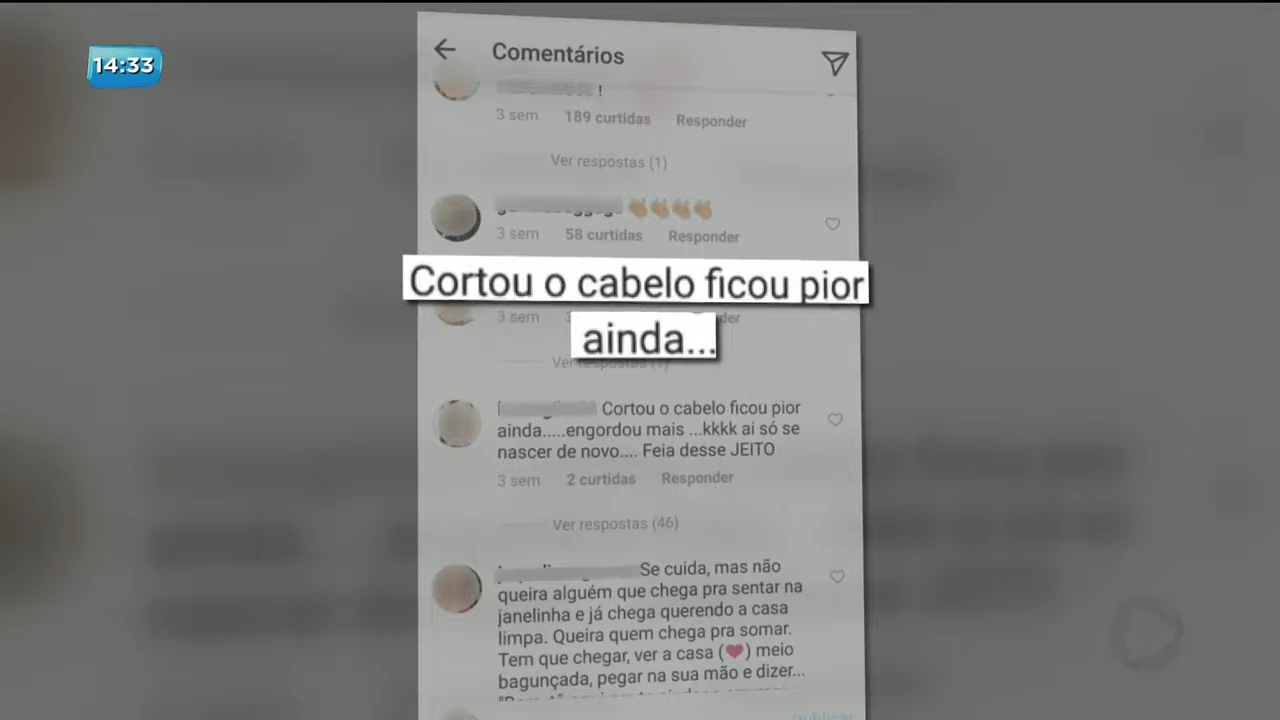 14:33
Comentários
!
3 sem 189 curtidas Responder
Ver respostas (1)
👏🏼👏🏼👏🏼👏🏼
3 sem 58 curtidas Responder
Cortou o cabelo ficou pior
3 sem
ainda...
Cortou o cabelo ficou pior
ainda.....engordou mais ...kkkk ai só se
nascer de novo.... Feia desse JEITO
3 sem 2 curtidas Responder
Ver respostas (46)
Se cuida, mas não
queira alguém que chega pra sentar na
janelinha e já chega querendo a casa
limpa. Queira quem chega pra somar.
Tem que chegar, ver a casa (❤) meio
bagunçada, pegar na sua mão e dizer...
publicar